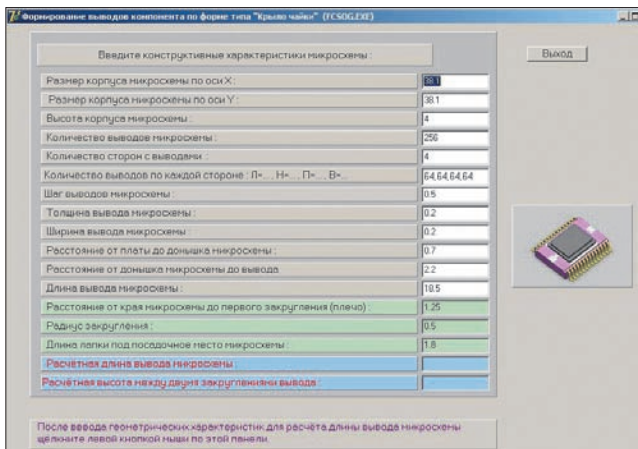 Формирование выводов компонента по форме типа "Крыло чайки" (FCSOG.EXE)
Введите конструктивные характеристики микросхемы :
Выход
Размер корпуса микросхемы по оси X : 38.1
Размер корпуса микросхемы по оси Y : 38.1
Высота корпуса микросхемы : 4
Количество выводов микросхемы : 256
Количество сторон с выводами : 4
Количество выводов по каждой стороне : Л=..., Н=..., П=..., В=... 64,64,64,64
Шаг выводов микросхемы : 0.5
Толщина вывода микросхемы : 0.2
Ширина вывода микросхемы : 0.2
Расстояние от платы до донышка микросхемы : 0.7
Расстояние от донышка микросхемы до вывода 2.2
Длина вывода микросхемы : 10.5
Расстояние от края микросхемы до первого закругления (плечо) : 1.25
Радиус закругления : 0.5
Длина лапки под посадочное место микросхемы : 1.8
Расчётная длина вывода микросхемы :
Расчётная высота между двумя закруглениями вывода :
После ввода геометрических характеристик для расчёта длины вывода микросхемы
щёлкните левой кнопкой мыши по этой панели.